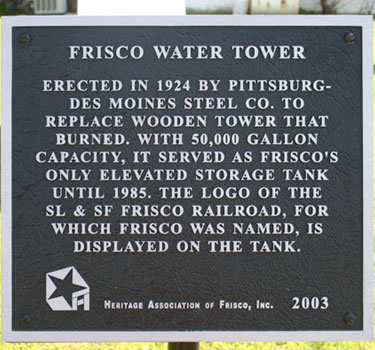 FRISCO WATER TOWER
ERECTED IN 1924 BY PITTSBURG-
DES MOINES STEEL CO. TO
REPLACE WOODEN TOWER THAT
BURNED. WITH 50,000 GALLON
CAPACITY, IT SERVED AS FRISCO'S
ONLY ELEVATED STORAGE TANK
UNTIL 1985. THE LOGO OF THE
SL & SF FRISCO RAILROAD, FOR
WHICH FRISCO WAS NAMED, IS
DISPLAYED ON THE TANK.
HERITAGE ASSOCIATION OF FRISCO, INC. 2003